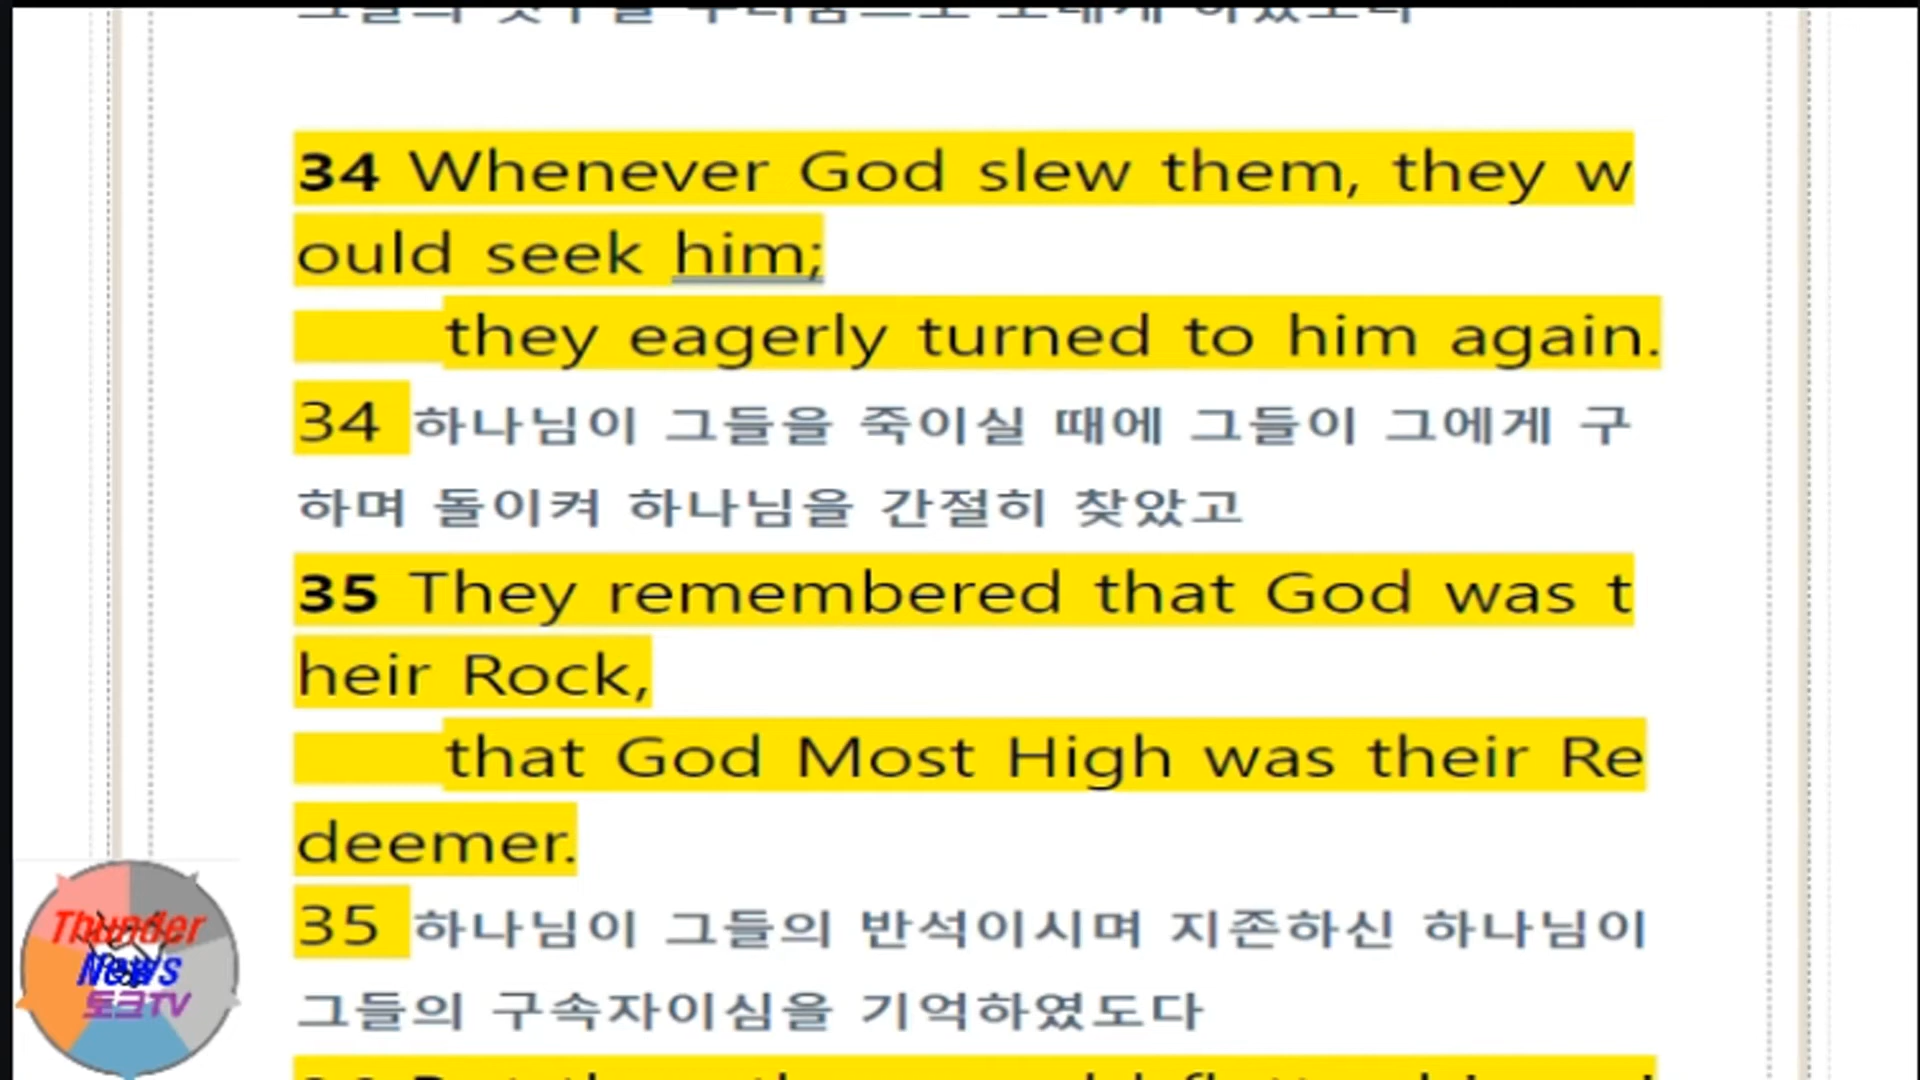 34 Whenever God slew them, they w
ould seek him;
they eagerly turned to him again.
34 하나님이 그들을 죽이실 때에 그들이 그에게 구
하며 돌이켜 하나님을 간절히 찾았고
35 They remembered that God was t
heir Rock,
that God Most High was their Re
deemer.
35 하나님이 그들의 반석이시며 지존하신 하나님이
그들의 구속자이심을 기억하였도다
Thunder
News
토크TV